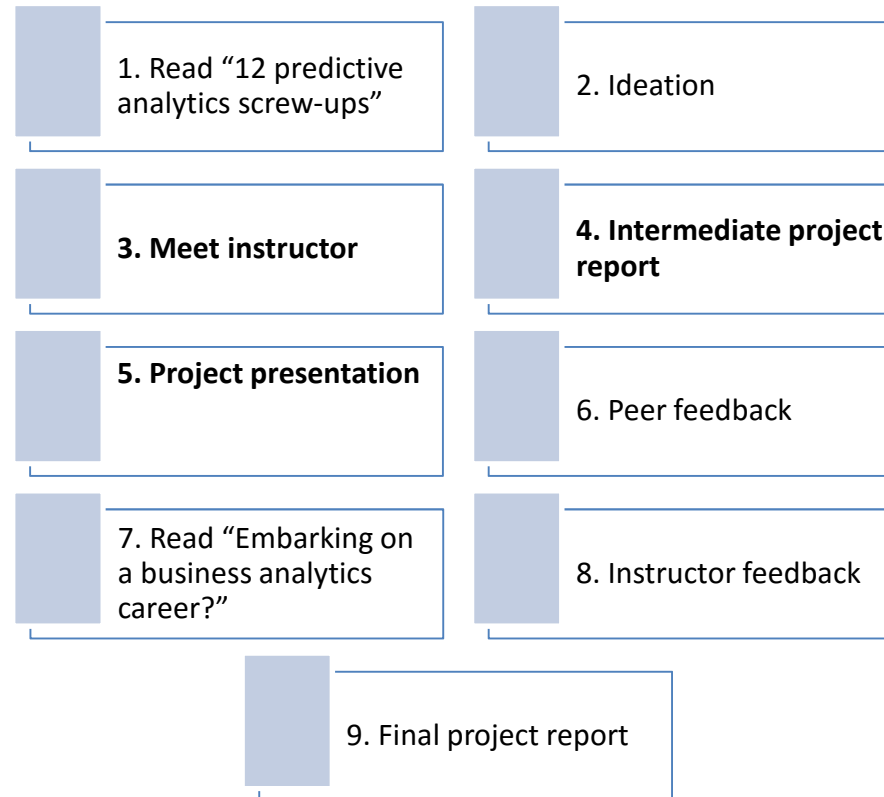 1. Read “12 predictive
analytics screw-ups”
2. Ideation
3. Meet instructor
4. Intermediate project
report
5. Project presentation
6. Peer feedback
7. Read “Embarking on
a business analytics
career?”
8. Instructor feedback
9. Final project report